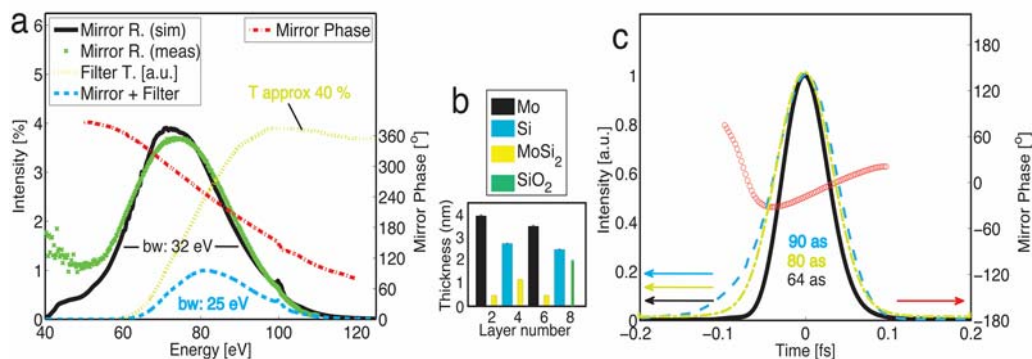 a
6
5
4
3
2
1
0
Intensity [%]
Mirror R. (sim)
Mirror R. (meas)
Filter T. [a.u.]
Mirror + Filter
Mirror Phase
T approx 40 %
bw: 32 eV
bw: 25 eV
360
300
240
180
120
60
0
Mirror Phase [°]
40 60 80 100 120
Energy [eV]
b
Mo
Si
MoSi2
SiO2
4
3
2
1
0
Thickness (nm)
2 4 6 8
Layer number
c
1
0.8
0.6
0.4
0.2
0
Intensity [a.u.]
90 as
80 as
64 as
180
120
60
0
−60
−120
−180
Mirror Phase [°]
−0.2 −0.1 0 0.1 0.2
Time [fs]